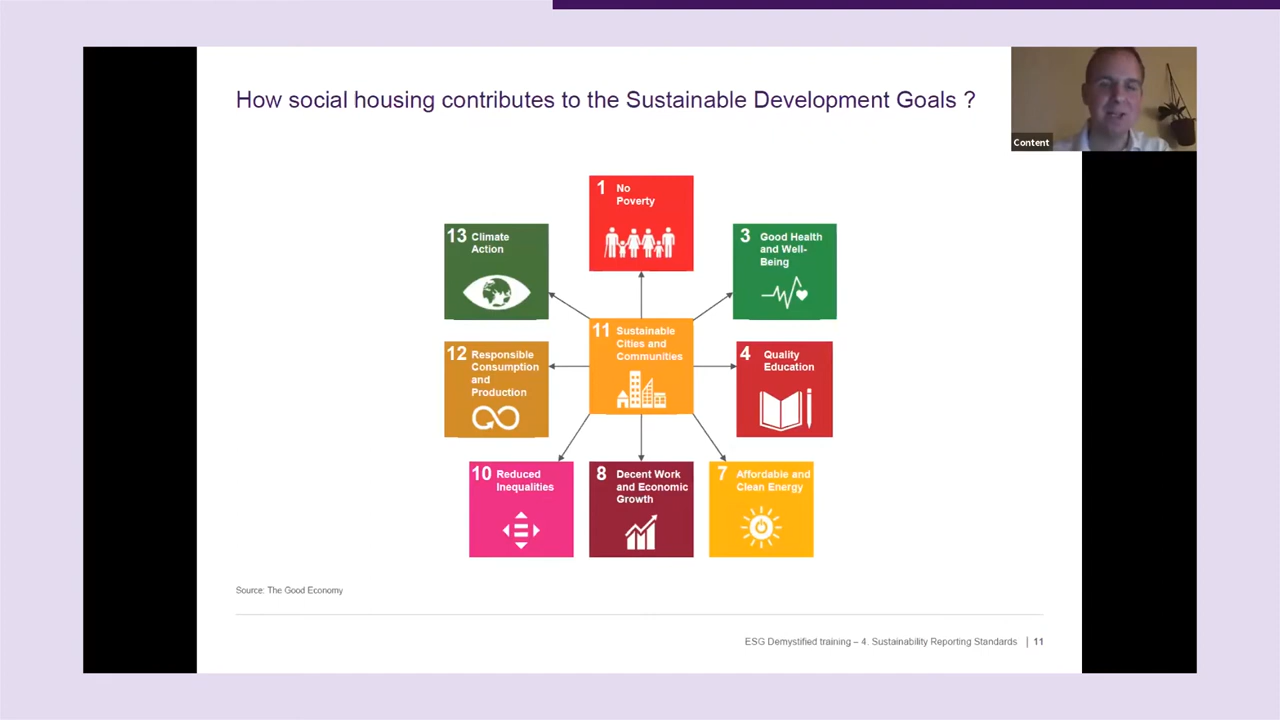 How social housing contributes to the Sustainable Development Goals ?
Content
1 No
Poverty
13 Climate
Action
3 Good Health
and Well-
Being
11 Sustainable
Cities and
Communities
12 Responsible
Consumption
and
Production
4 Quality
Education
10 Reduced
Inequalities
8 Decent Work
and Economic
Growth
7 Affordable and
Clean Energy
Source: The Good Economy
ESG Demystified training – 4. Sustainability Reporting Standards | 11